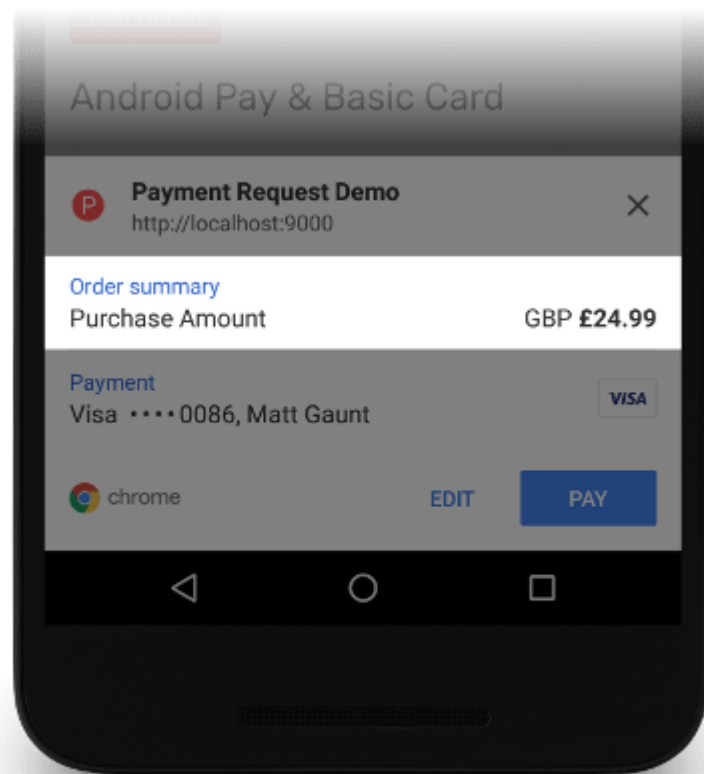 Android Pay & Basic Card
P
Payment Request Demo
http://localhost:9000
Order summary
Purchase Amount GBP £24.99
Payment
Visa ····0086, Matt Gaunt VISA
chrome EDIT PAY